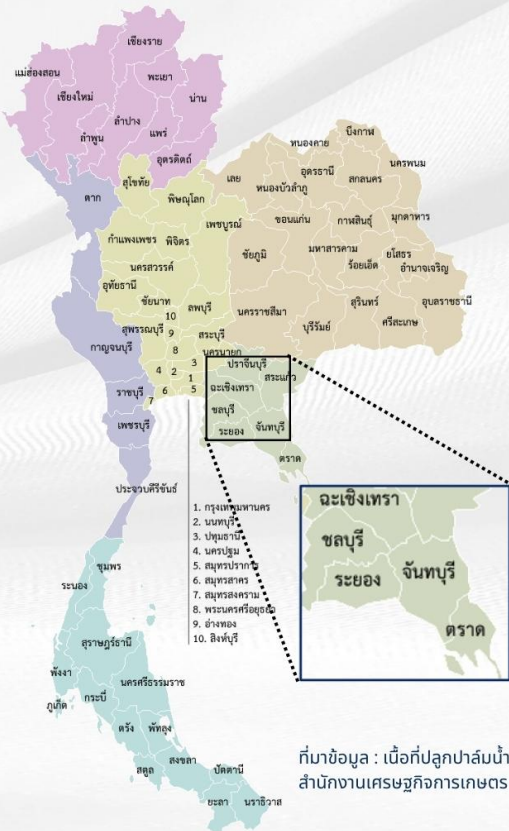 เชียงราย
แม่ฮ่องสอน
พะเยา
เชียงใหม่
น่าน
ลำปาง
ลำพูน
แพร่
อุตรดิตถ์
บึงกาฬ
หนองคาย
สุโขทัย
เลย
อุดรธานี
นครพนม
หนองบัวลำภู
สกลนคร
ตาก
พิษณุโลก
ขอนแก่น
กาฬสินธุ์
มุกดาหาร
เพชรบูรณ์
กำแพงเพชร
พิจิตร
ชัยภูมิ
มหาสารคาม
ยโสธร
ร้อยเอ็ด
อำนาจเจริญ
นครสวรรค์
อุทัยธานี
ชัยนาท
ลพบุรี
นครราชสีมา
สุรินทร์
อุบลราชธานี
10
สุพรรณบุรี
9
สระบุรี
บุรีรัมย์
ศรีสะเกษ
กาญจนบุรี
8
นครนายก
3
ปราจีนบุรี
4
2
1
สระแก้ว
ราชบุรี
6
5
ฉะเชิงเทรา
7
ชลบุรี
เพชรบุรี
ระยอง
จันทบุรี
ตราด
ประจวบคีรีขันธ์
1. กรุงเทพมหานคร
2. นนทบุรี
3. ปทุมธานี
4. นครปฐม
5. สมุทรปราการ
6. สมุทรสาคร
7. สมุทรสงคราม
8. พระนครศรีอยุธยา
9. อ่างทอง
10. สิงห์บุรี
ฉะเชิงเทรา
ชลบุรี
ระยอง
จันทบุรี
ตราด
ชุมพร
ระนอง
สุราษฎร์ธานี
พังงา
นครศรีธรรมราช
ภูเก็ต
กระบี่
ตรัง
พัทลุง
สตูล
สงขลา
ปัตตานี
ยะลา
นราธิวาส
ที่มาข้อมูล : เนื้อที่ปลูกปาล์มน้ำ
สำนักงานเศรษฐกิจการเกษตร